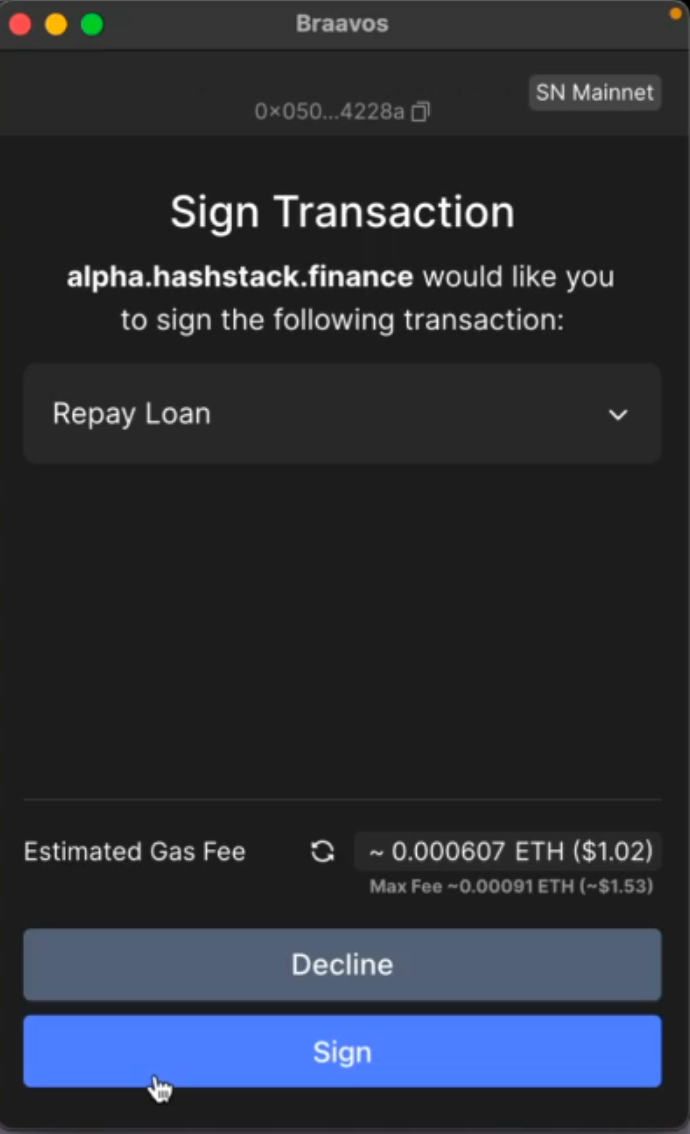 Braavos
SN Mainnet
0×050...4228a
Sign Transaction
alpha.hashstack.finance would like you
to sign the following transaction:
Repay Loan
Estimated Gas Fee ~ 0.000607 ETH ($1.02)
Max Fee ~0.00091 ETH (~$1.53)
Decline
Sign